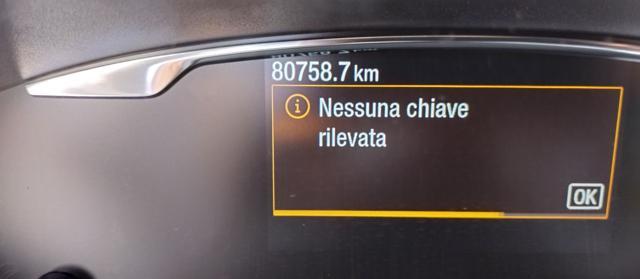 80758.7 km
Nessuna chiave
rilevata
OK